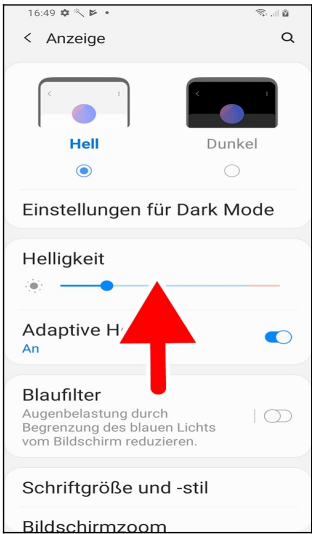 16:49
Anzeige
Hell
Dunkel
Einstellungen für Dark Mode
Helligkeit
Adaptive H
An
Blaufilter
Augenbelastung durch
Begrenzung des blauen Lichts
vom Bildschirm reduzieren.
Schriftgröße und -stil
Bildschirmzoom